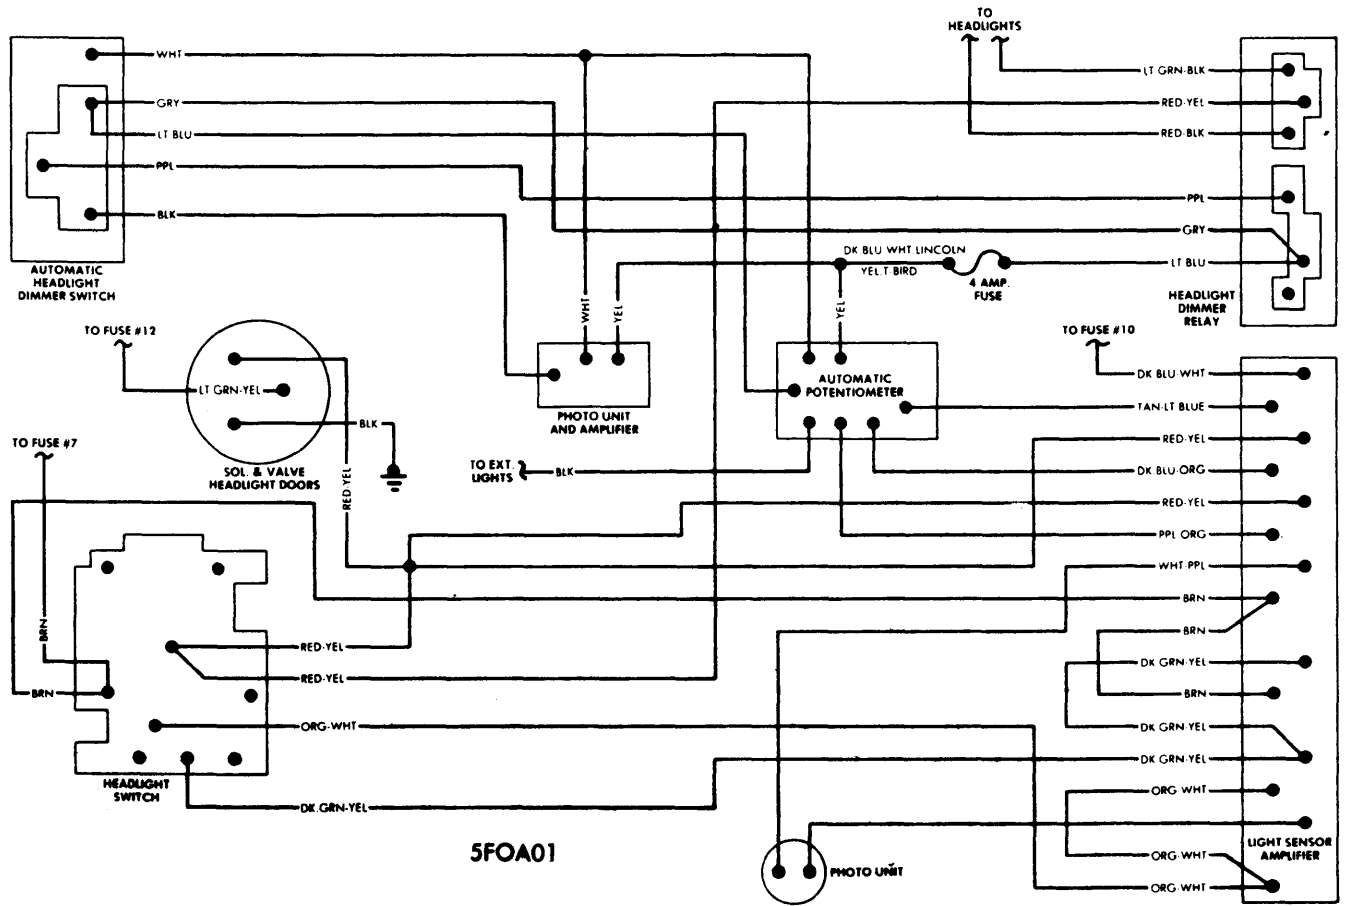 TO
HEADLIGHTS
WHT
LT GRN-BLK
GRY
RED-YEL
LT BLU
RED-BLK
PPL
PPL
BLK
GRY
DK BLU WHT LINCOLN
YEL T-BIRD
LT BLU
4 AMP.
FUSE
AUTOMATIC
HEADLIGHT
DIMMER SWITCH
HEADLIGHT
DIMMER
RELAY
WHT
YEL
YEL
TO FUSE #12
TO FUSE #10
LT GRN-YEL
DK BLU-WHT
AUTOMATIC
POTENTIOMETER
TAN-LT BLUE
PHOTO UNIT
AND AMPLIFIER
BLK
RED-YEL
TO FUSE #7
SOL. & VALVE
HEADLIGHT DOORS
RED-YEL
TO EXT.
LIGHTS
BLK
DK BLU-ORG
RED-YEL
PPL ORG
WHT-PPL
BRN
BRN
BRN
RED-YEL
DK GRN-YEL
RED-YEL
BRN
BRN
ORG-WHT
DK GRN-YEL
DK GRN-YEL
HEADLIGHT
SWITCH
DK.GRN-YEL
ORG-WHT
LIGHT SENSOR
AMPLIFIER
5FOA01
ORG-WHT
PHOTO UNIT
ORG-WHT